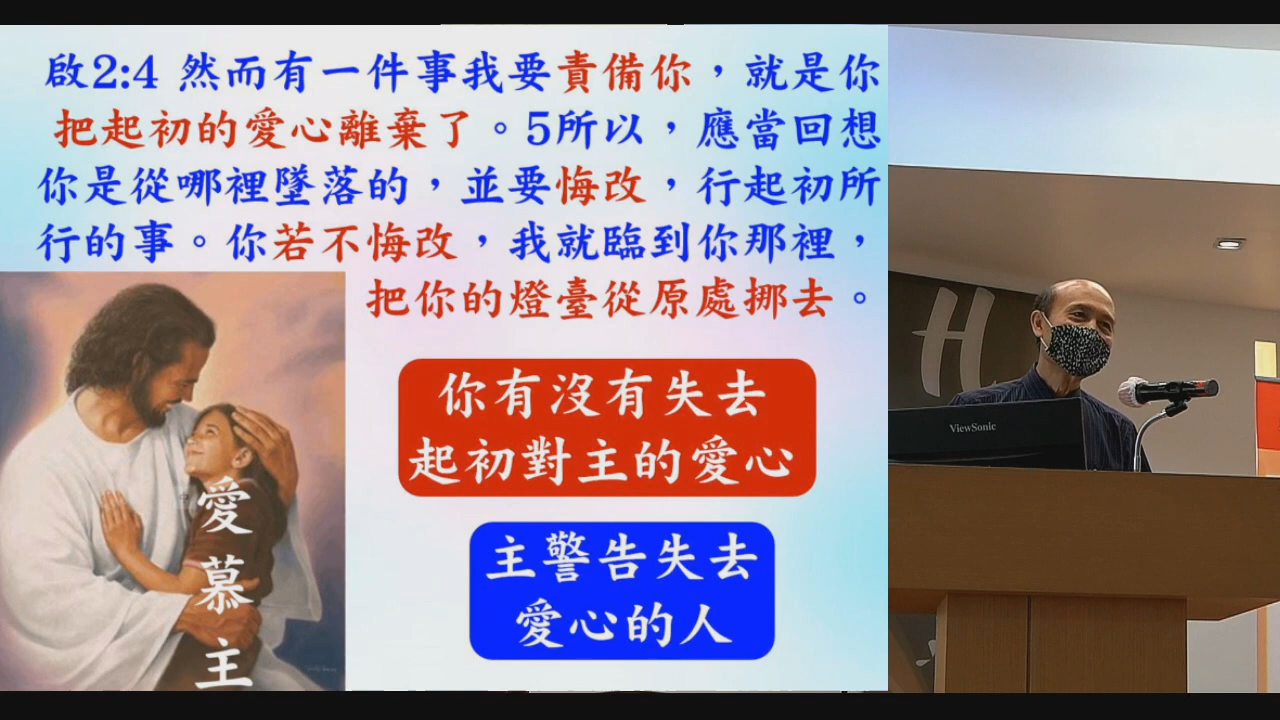 啟2:4 然而有一件事我要責備你，就是你
把起初的愛心離棄了。5所以，應當回想
你是從哪裡墜落的，並要悔改，行起初所
行的事。你若不悔改，我就臨到你那裡，
把你的燈臺從原處挪去。
你有沒有失去
起初對主的愛心
主警告失去
愛心的人
愛慕主
H
ViewSonic